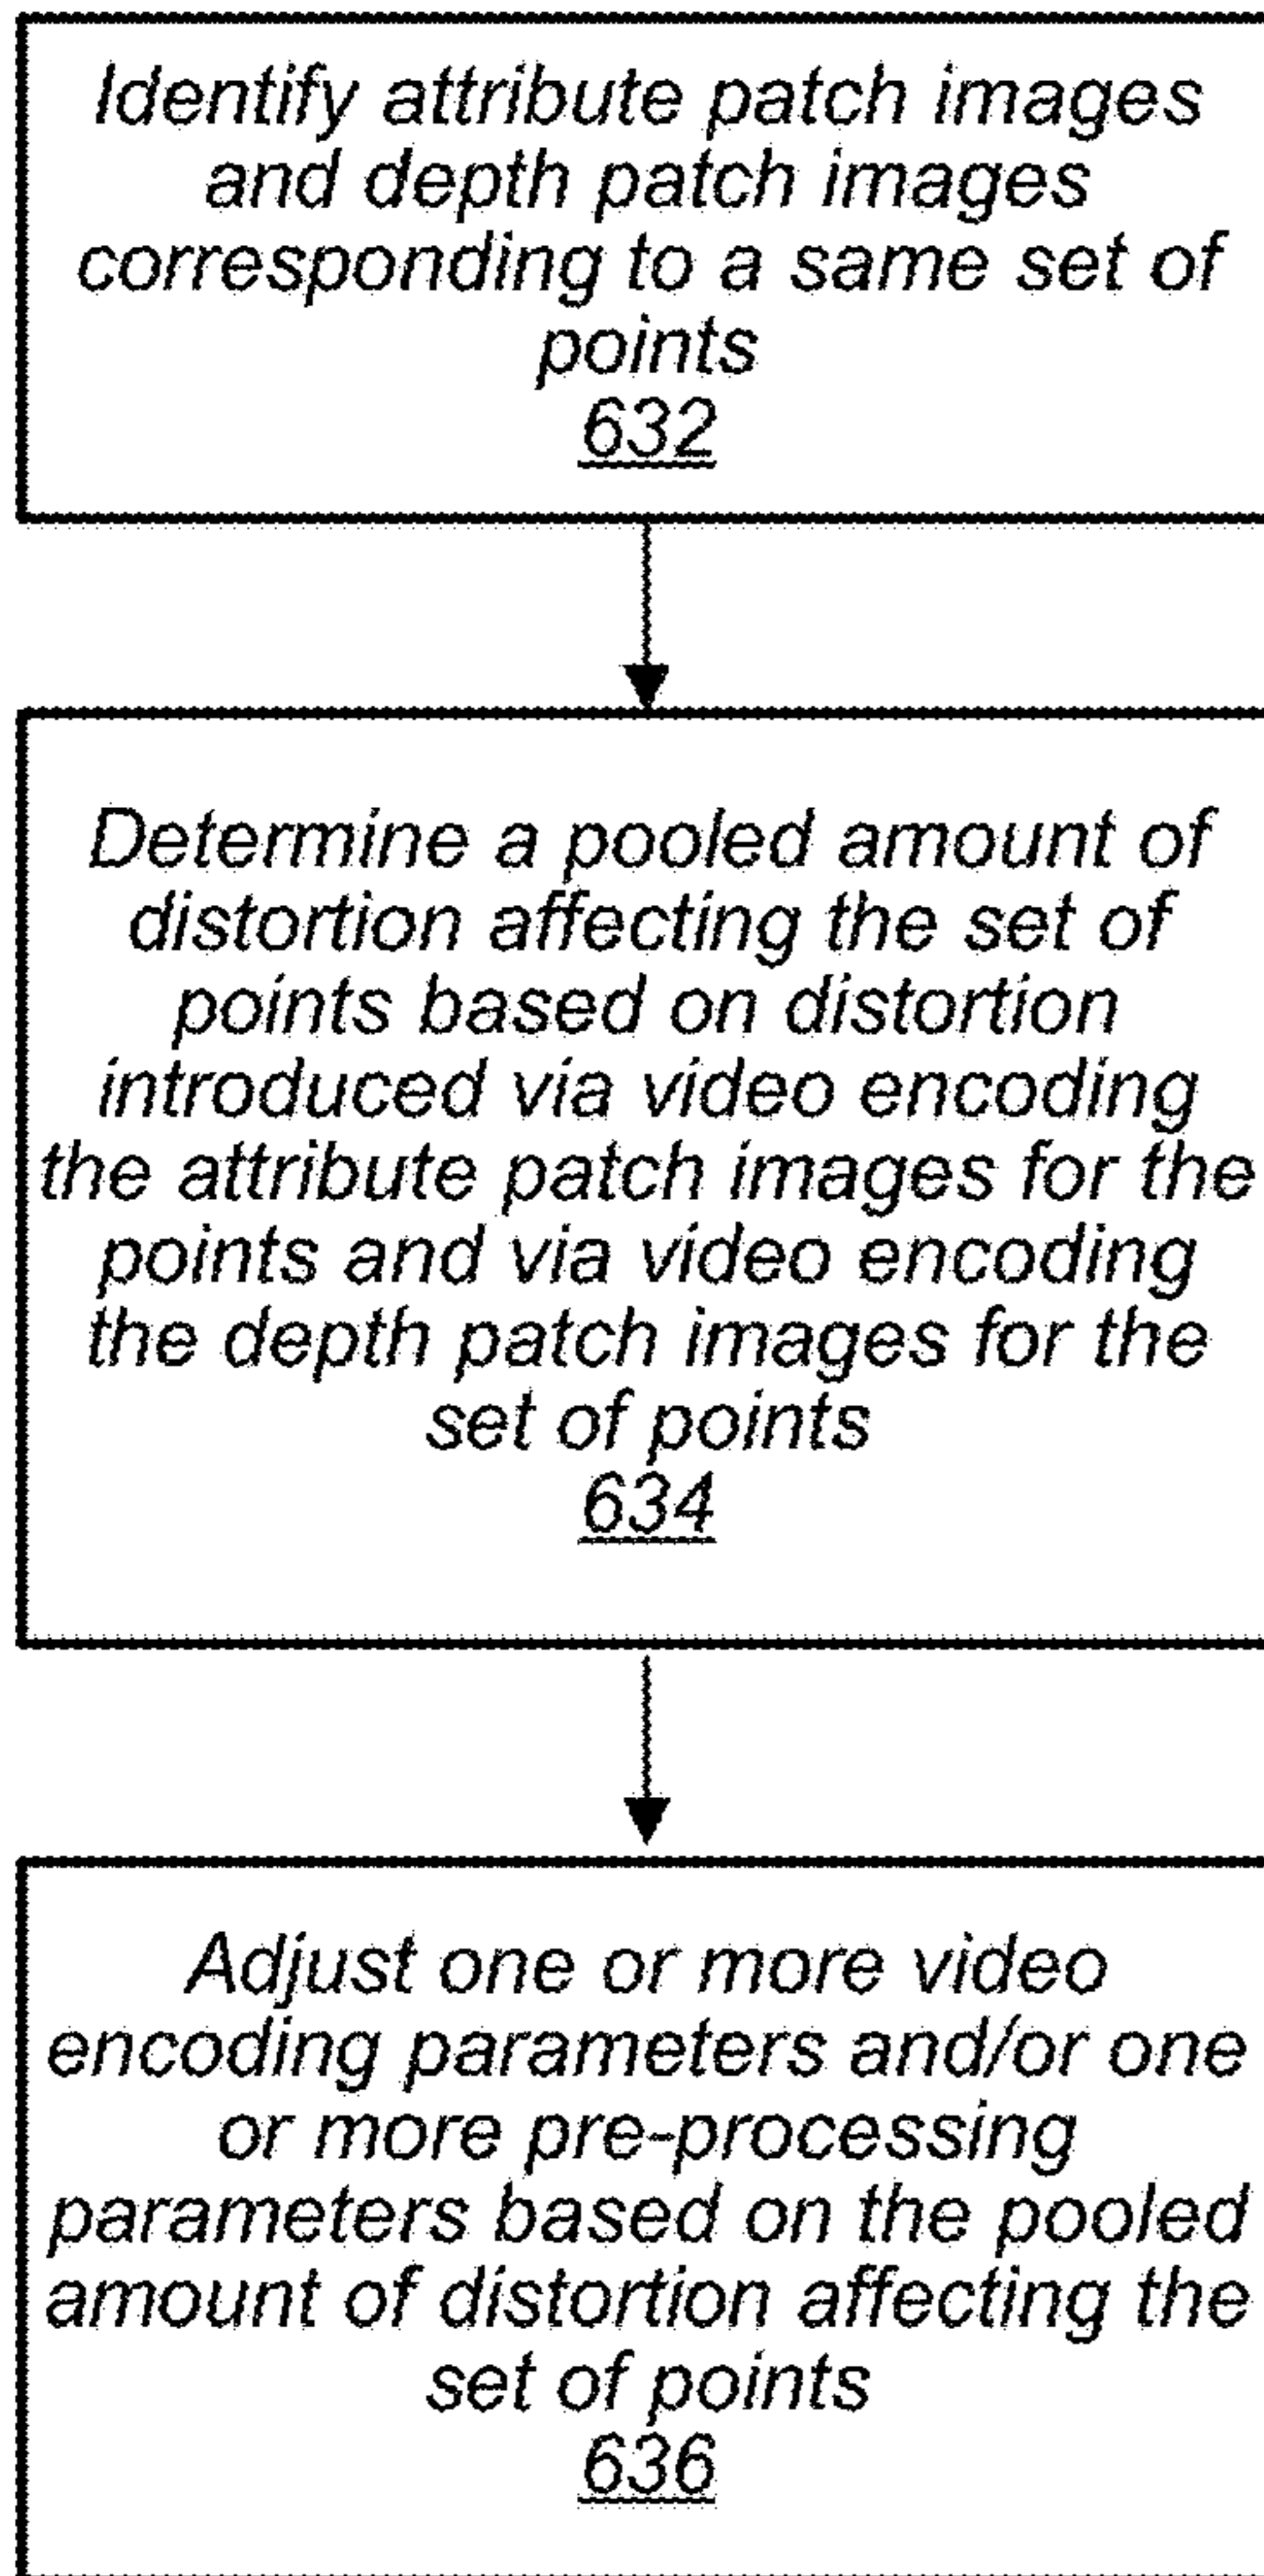 Identify attribute patch images
and depth patch images
corresponding to a same set of
points
632
Determine a pooled amount of
distortion affecting the set of
points based on distortion
introduced via video encoding
the attribute patch images for the
points and via video encoding
the depth patch images for the
set of points
634
Adjust one or more video
encoding parameters and/or one
or more pre-processing
parameters based on the pooled
amount of distortion affecting the
set of points
636